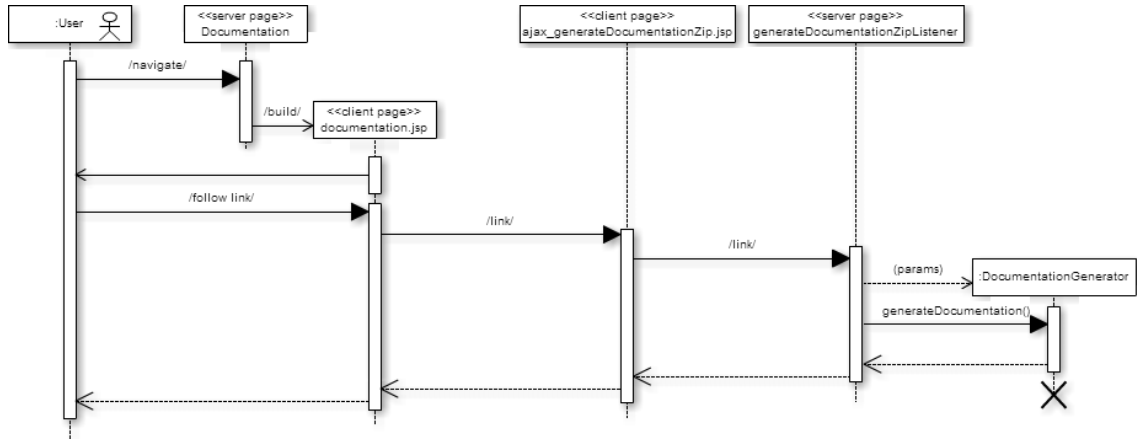 :User
<<server page>>
Documentation
<<client page>>
ajax_generateDocumentationZip.jsp
<<server page>>
generateDocumentationZipListener
/navigate/
/build/
<<client page>>
documentation.jsp
/follow link/
/link/
/link/
(params)
:DocumentationGenerator
generateDocumentation()